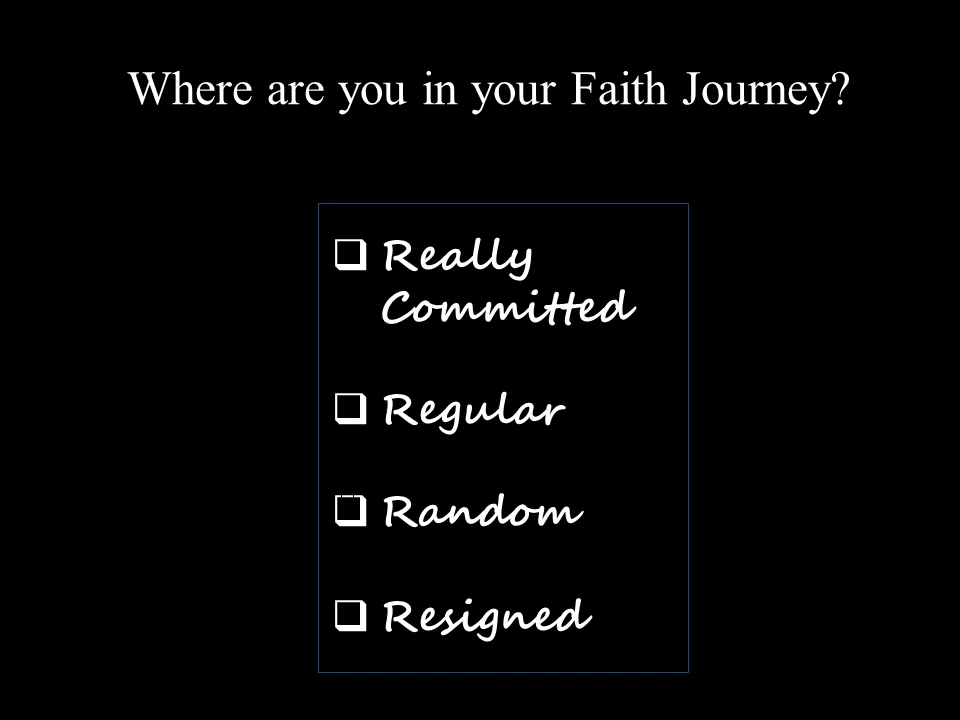 Where are you in your Faith Journey?
❑ Really
Committed
❑ Regular
❑ Random
❑ Resigned